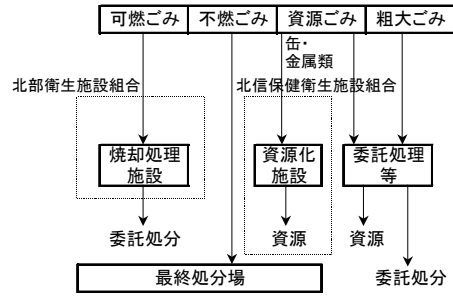 可燃ごみ 不燃ごみ 資源ごみ 粗大ごみ
缶・
金属類
北部衛生施設組合 北信保健衛生施設組合
焼却処理
施設
資源化
施設
委託処理
等
委託処分 資源 資源
最終処分場 委託処分